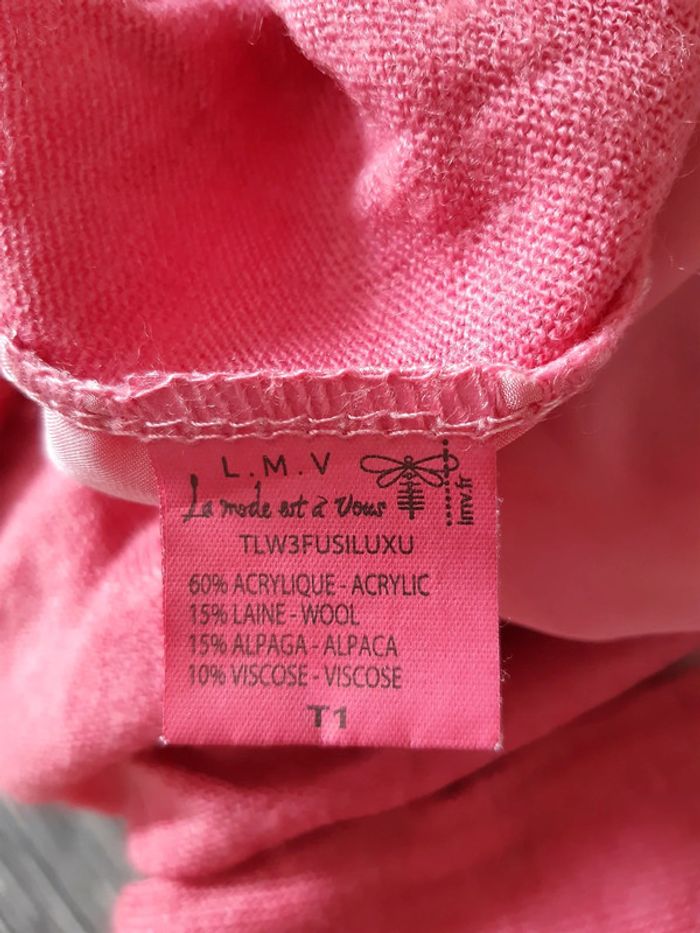 L.M.V
La mode est à Vous
lmv.fr
TLW3FUSILUXU
60% ACRYLIQUE - ACRYLIC
15% LAINE - WOOL
15% ALPAGA - ALPACA
10% VISCOSE - VISCOSE
T1